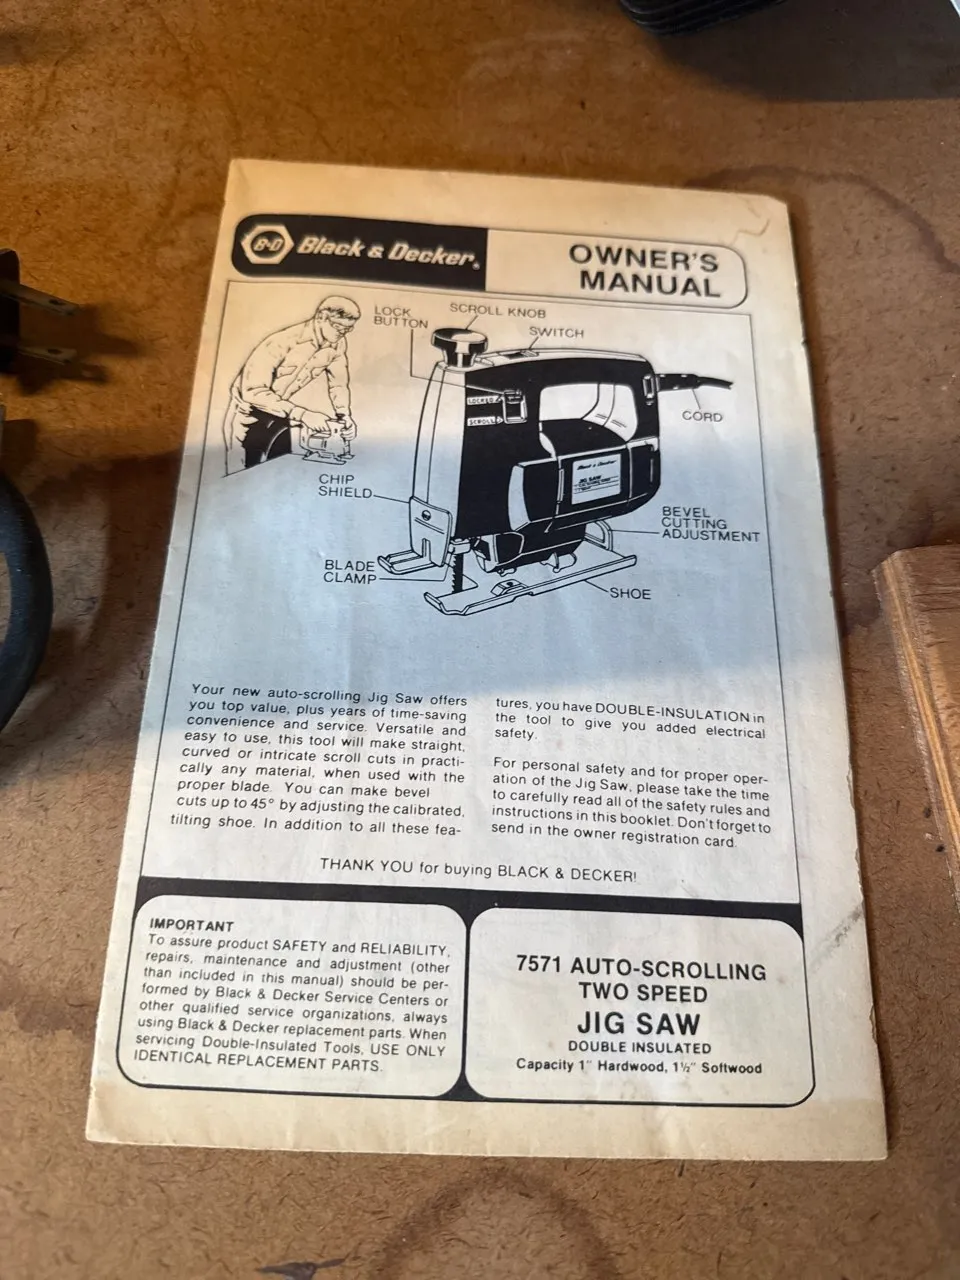 B&D Black & Decker®
OWNER'S
MANUAL
LOCK
BUTTON
SCROLL KNOB
SWITCH
LOCKED
SCROLL
CORD
Black & Decker
JIG SAW
CHIP
SHIELD
BEVEL
CUTTING
ADJUSTMENT
BLADE
CLAMP
SHOE
Your new auto-scrolling Jig Saw offers
you top value, plus years of time-saving
convenience and service. Versatile and
easy to use, this tool will make straight,
curved or intricate scroll cuts in practi-
cally any material, when used with the
proper blade. You can make bevel
cuts up to 45° by adjusting the calibrated,
tilting shoe. In addition to all these fea-
tures, you have DOUBLE-INSULATION in
the tool to give you added electrical
safety.
For personal safety and for proper oper-
ation of the Jig Saw, please take the time
to carefully read all of the safety rules and
instructions in this booklet. Don't forget to
send in the owner registration card.
THANK YOU for buying BLACK & DECKER!
IMPORTANT
To assure product SAFETY and RELIABILITY,
repairs, maintenance and adjustment (other
than included in this manual) should be per-
formed by Black & Decker Service Centers or
other qualified service organizations, always
using Black & Decker replacement parts. When
servicing Double-Insulated Tools, USE ONLY
IDENTICAL REPLACEMENT PARTS.
7571 AUTO-SCROLLING
TWO SPEED
JIG SAW
DOUBLE INSULATED
Capacity 1" Hardwood, 1½" Softwood